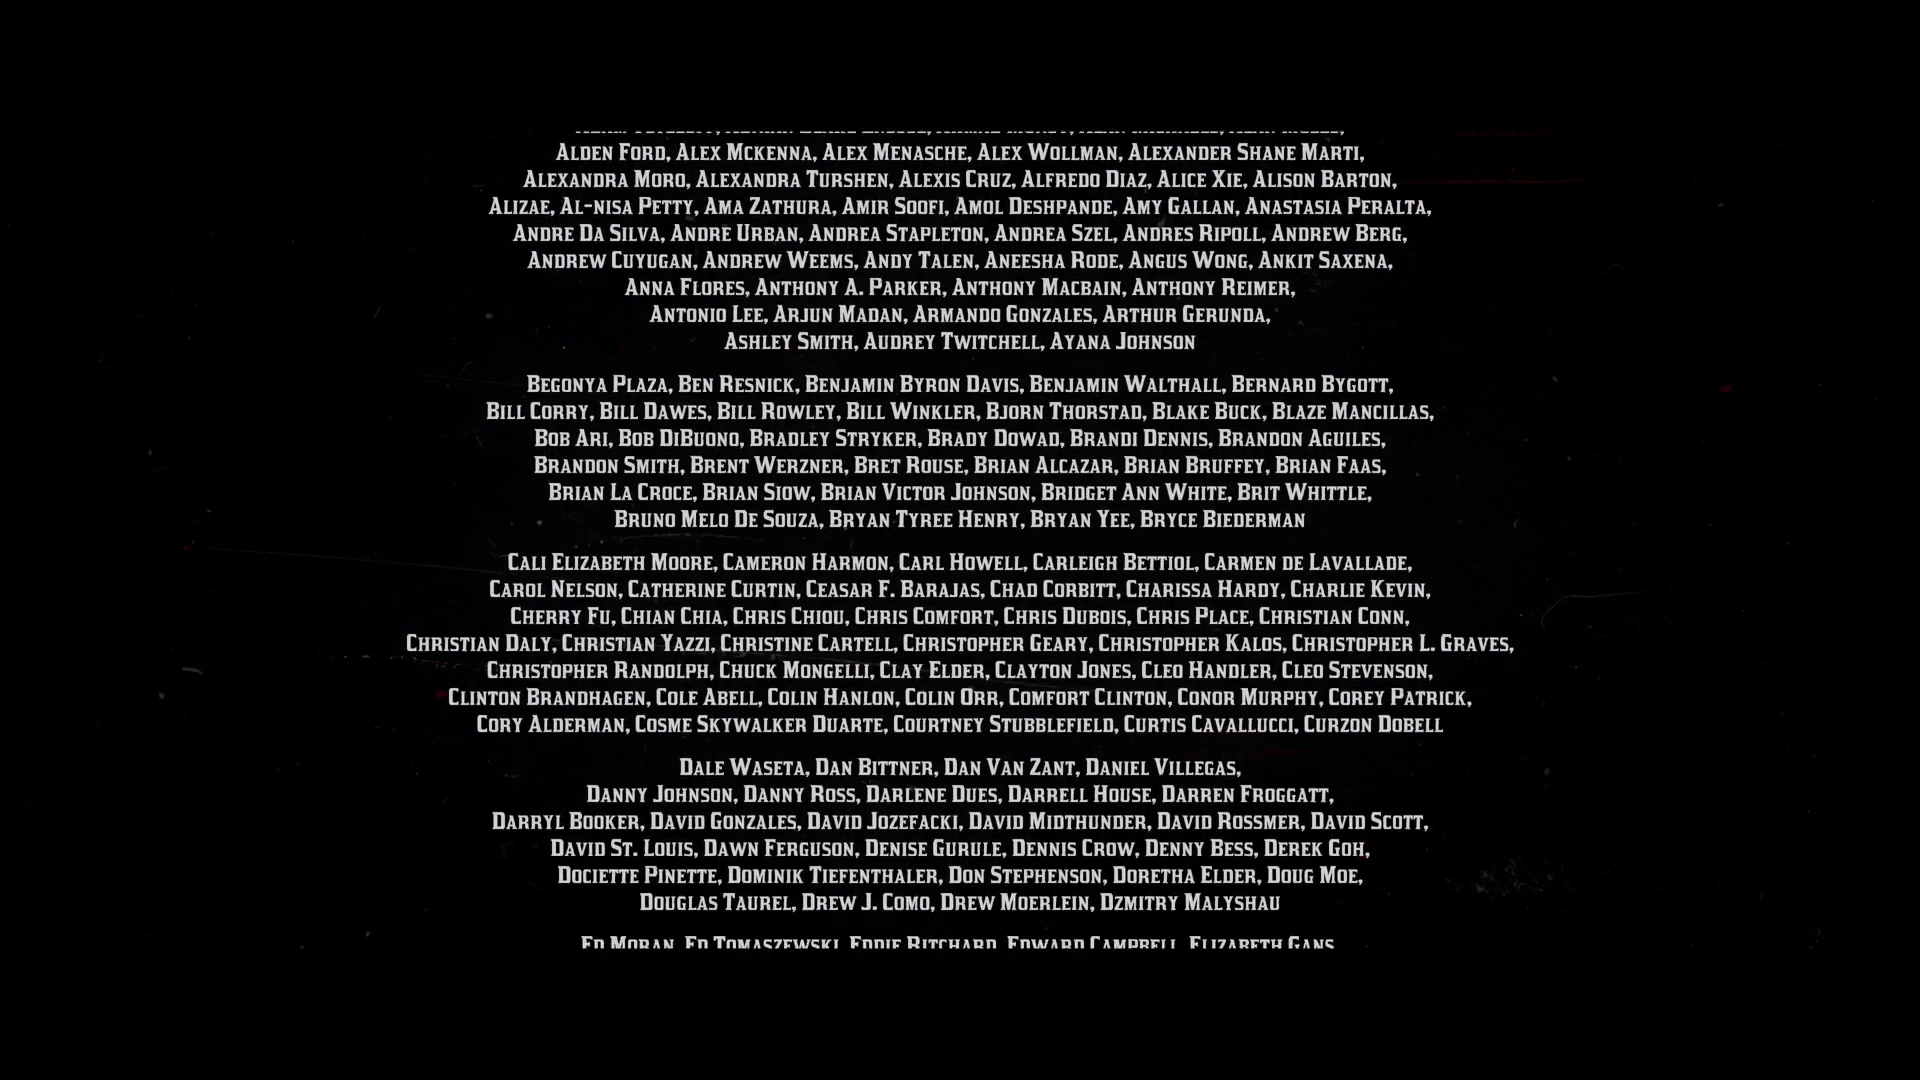 Alden Ford, Alex Mckenna, Alex Menasche, Alex Wollman, Alexander Shane Marti,
Alexandra Moro, Alexandra Turshen, Alexis Cruz, Alfredo Diaz, Alice Xie, Alison Barton,
Alizae, Al-nisa Petty, Ama Zathura, Amir Soofi, Amol Deshpande, Amy Gallan, Anastasia Peralta,
Andre Da Silva, Andre Urban, Andrea Stapleton, Andrea Szel, Andres Ripoll, Andrew Berg,
Andrew Cuyugan, Andrew Weems, Andy Talen, Aneesha Rode, Angus Wong, Ankit Saxena,
Anna Flores, Anthony A. Parker, Anthony Macbain, Anthony Reimer,
Antonio Lee, Arjun Madan, Armando Gonzales, Arthur Gerunda,
Ashley Smith, Audrey Twitchell, Ayana Johnson
Begonya Plaza, Ben Resnick, Benjamin Byron Davis, Benjamin Walthall, Bernard Bygott,
Bill Corry, Bill Dawes, Bill Rowley, Bill Winkler, Bjorn Thorstad, Blake Buck, Blaze Mancillas,
Bob Ari, Bob DiBuono, Bradley Stryker, Brady Dowad, Brandi Dennis, Brandon Aguiles,
Brandon Smith, Brent Werzner, Bret Rouse, Brian Alcazar, Brian Bruffey, Brian Faas,
Brian La Croce, Brian Siow, Brian Victor Johnson, Bridget Ann White, Brit Whittle,
Bruno Melo De Souza, Bryan Tyree Henry, Bryan Yee, Bryce Biederman
Cali Elizabeth Moore, Cameron Harmon, Carl Howell, Carleigh Bettiol, Carmen de Lavallade,
Carol Nelson, Catherine Curtin, Ceasar F. Barajas, Chad Corbitt, Charissa Hardy, Charlie Kevin,
Cherry Fu, Chian Chia, Chris Chiou, Chris Comfort, Chris Dubois, Chris Place, Christian Conn,
Christian Daly, Christian Yazzi, Christine Cartell, Christopher Geary, Christopher Kalos, Christopher L. Graves,
Christopher Randolph, Chuck Mongelli, Clay Elder, Clayton Jones, Cleo Handler, Cleo Stevenson,
Clinton Brandhagen, Cole Abell, Colin Hanlon, Colin Orr, Comfort Clinton, Conor Murphy, Corey Patrick,
Cory Alderman, Cosme Skywalker Duarte, Courtney Stubblefield, Curtis Cavallucci, Curzon Dobell
Dale Waseta, Dan Bittner, Dan Van Zant, Daniel Villegas,
Danny Johnson, Danny Ross, Darlene Dues, Darrell House, Darren Froggatt,
Darryl Booker, David Gonzales, David Jozefacki, David Midthunder, David Rossmer, David Scott,
David St. Louis, Dawn Ferguson, Denise Gurule, Dennis Crow, Denny Bess, Derek Goh,
Dociette Pinette, Dominik Tiefenthaler, Don Stephenson, Doretha Elder, Doug Moe,
Douglas Taurel, Drew J. Como, Drew Moerlein, Dzmitry Malyshau
Ed Moran, Ed Tomaszewski, Eddie Ritchard, Edward Campbell, Elizabeth Gans